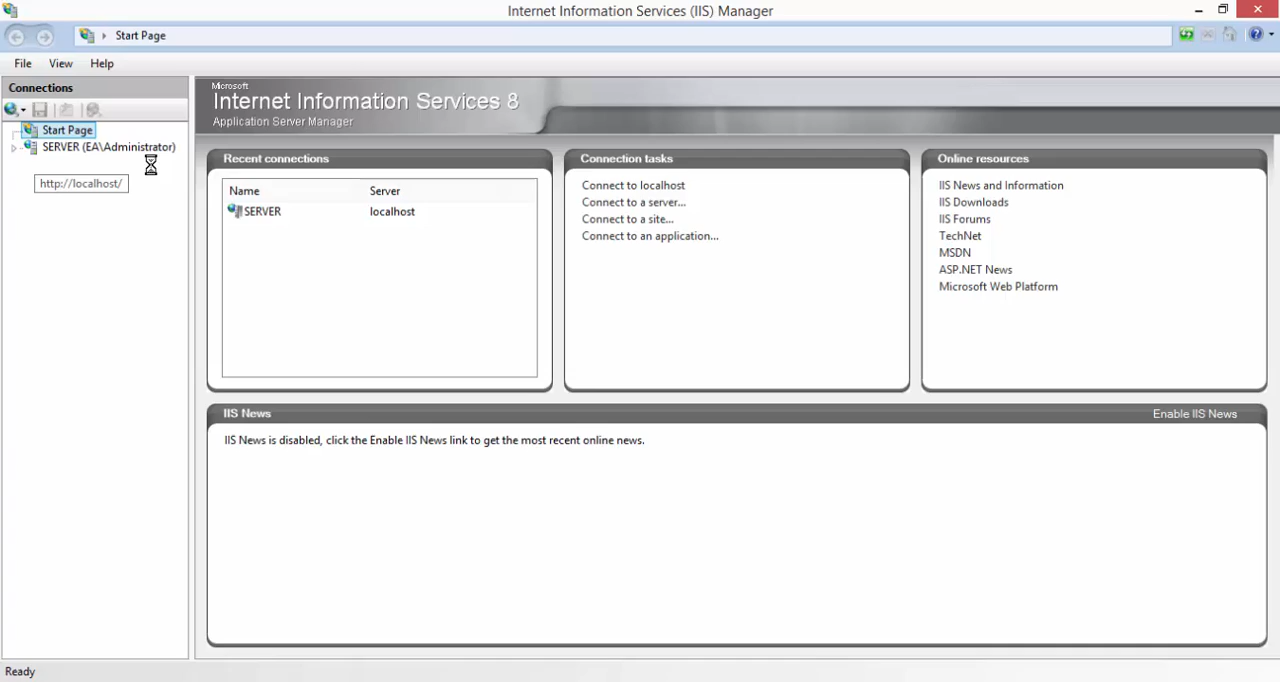 Internet Information Services (IIS) Manager
Start Page
File View Help
Connections
Start Page
SERVER (EA\Administrator)
http://localhost/
Microsoft
Internet Information Services 8
Application Server Manager
Recent connections
Name Server
SERVER localhost
Connection tasks
Connect to localhost
Connect to a server...
Connect to a site...
Connect to an application...
Online resources
IIS News and Information
IIS Downloads
IIS Forums
TechNet
MSDN
ASP.NET News
Microsoft Web Platform
IIS News Enable IIS News
IIS News is disabled, click the Enable IIS News link to get the most recent online news.
Ready